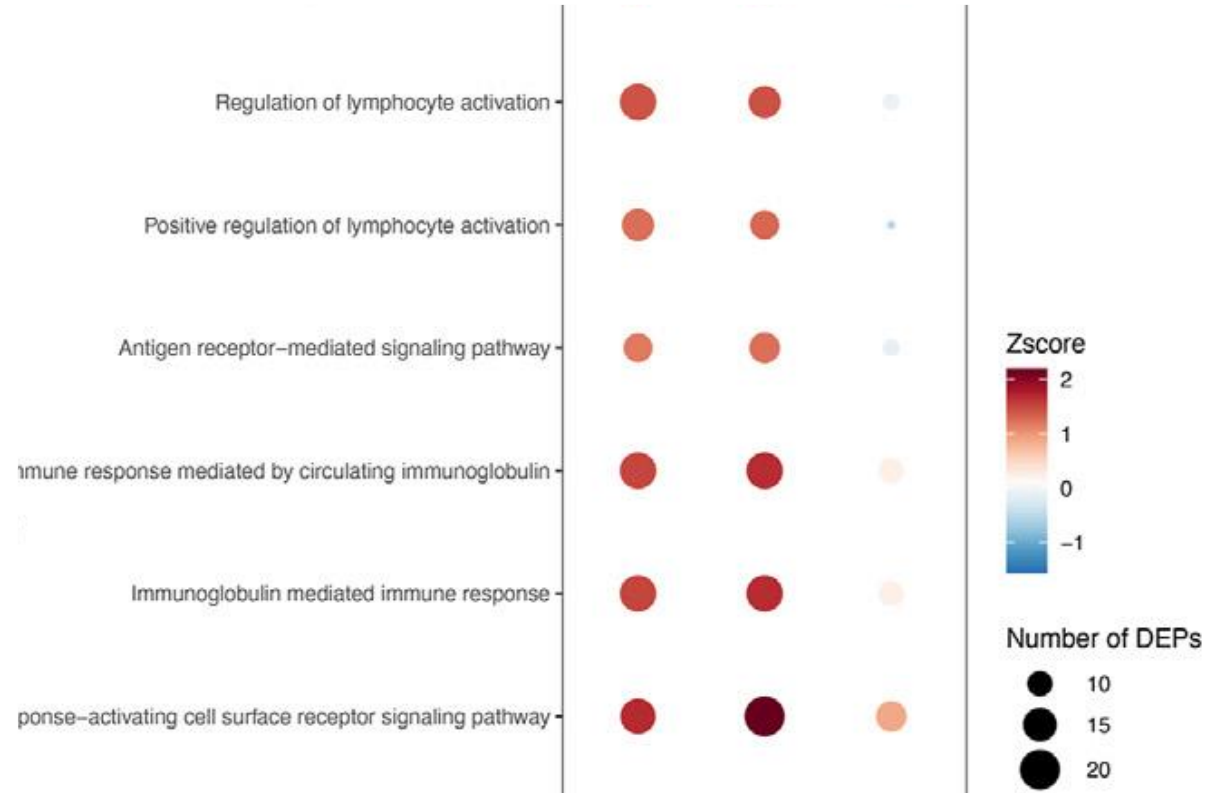 Regulation of lymphocyte activation
Positive regulation of lymphocyte activation
Antigen receptor−mediated signaling pathway
mmune response mediated by circulating immunoglobulin
Immunoglobulin mediated immune response
ponse−activating cell surface receptor signaling pathway
Zscore
2
1
0
−1
Number of DEPs
10
15
20